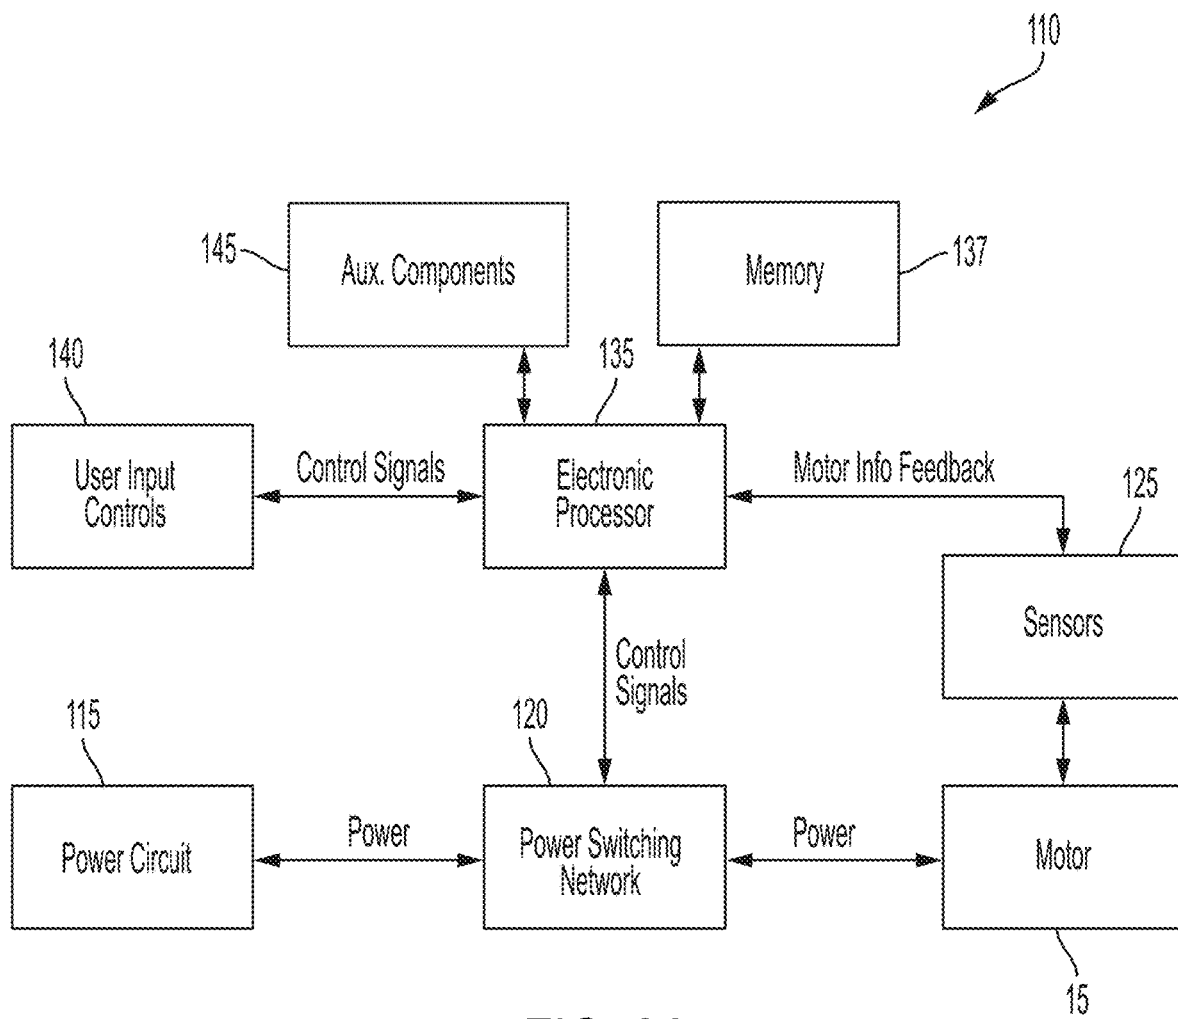 110
145
Aux. Components
Memory
137
140
135
User Input
Controls
Control Signals
Electronic
Processor
Motor Info Feedback
125
Sensors
Control
Signals
115
120
Power Circuit
Power
Power Switching
Network
Power
Motor
15